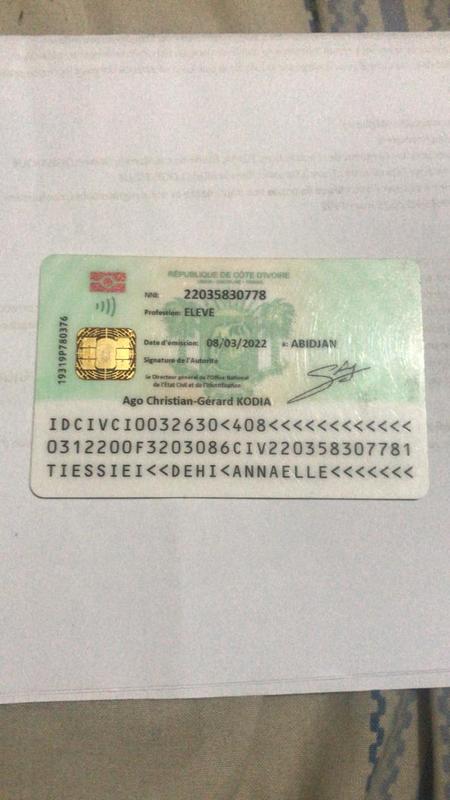 RÉPUBLIQUE DE CÔTE D'IVOIRE
NNI: 22035830778
Profession: ELEVE
Date d'émission: 08/03/2022 à: ABIDJAN
Signature de l'Autorité
le Directeur général de l'Office National
de l'État Civil et de l'Identification
Ago Christian-Gérard KODIA
19319P780376
IDCIVCI0032630<408<<<<<<<<<<<<
0312200F3203086CIV220358307781
TIESSIEI<<DEHI<ANNAELLE<<<<<<<